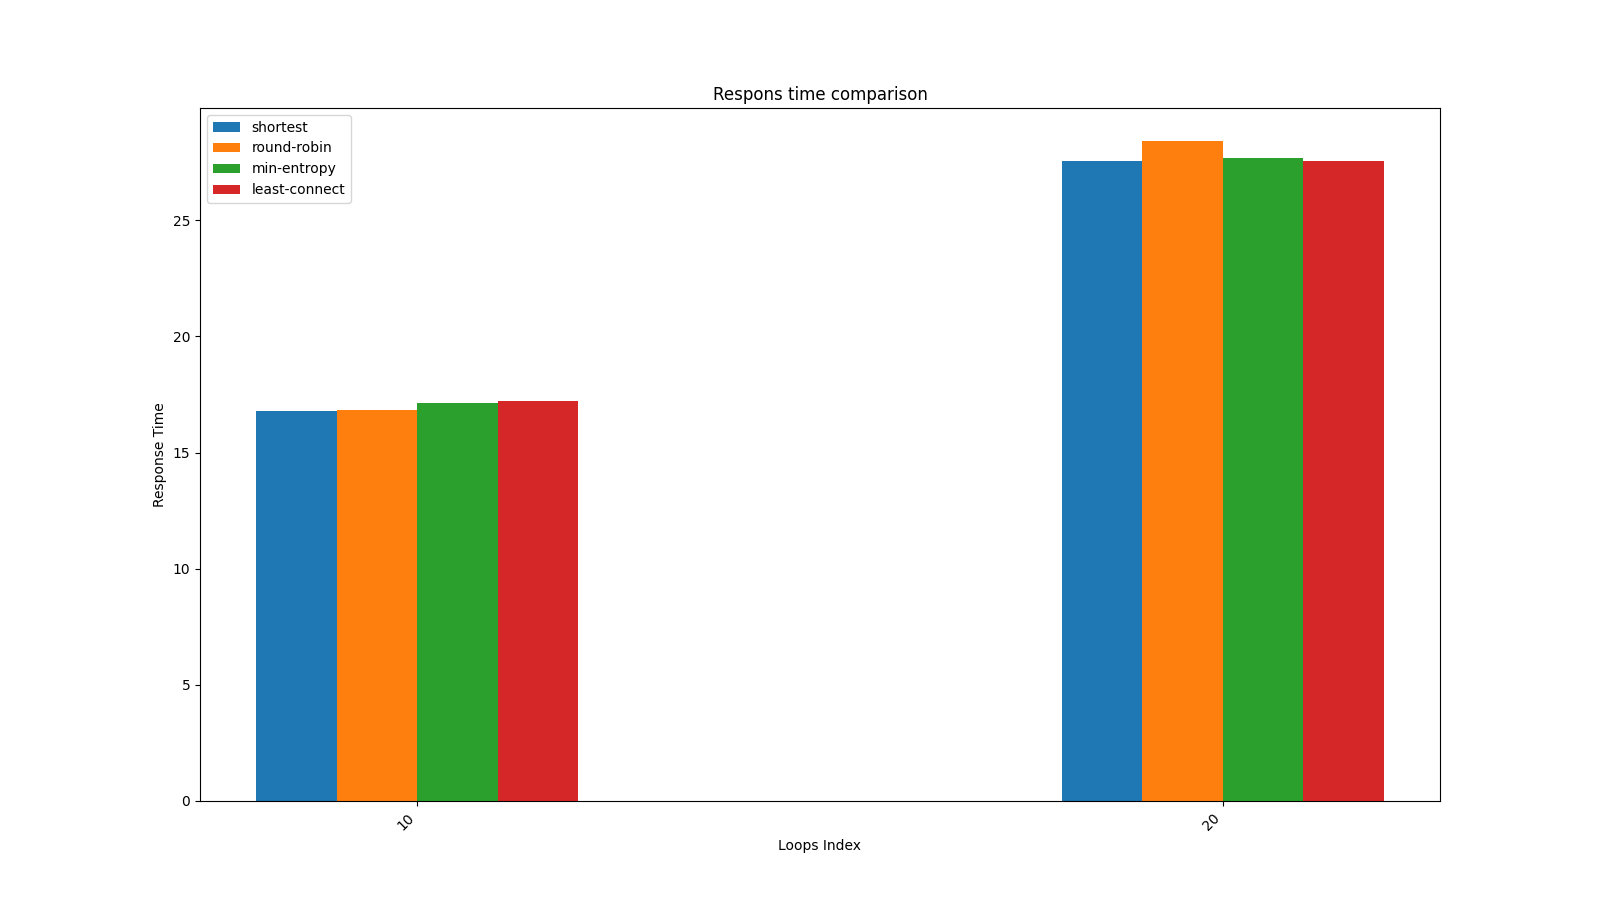 Respons time comparison
shortest
round-robin
min-entropy
least-connect
25
20
15
10
5
0
Response Time
10
20
Loops Index